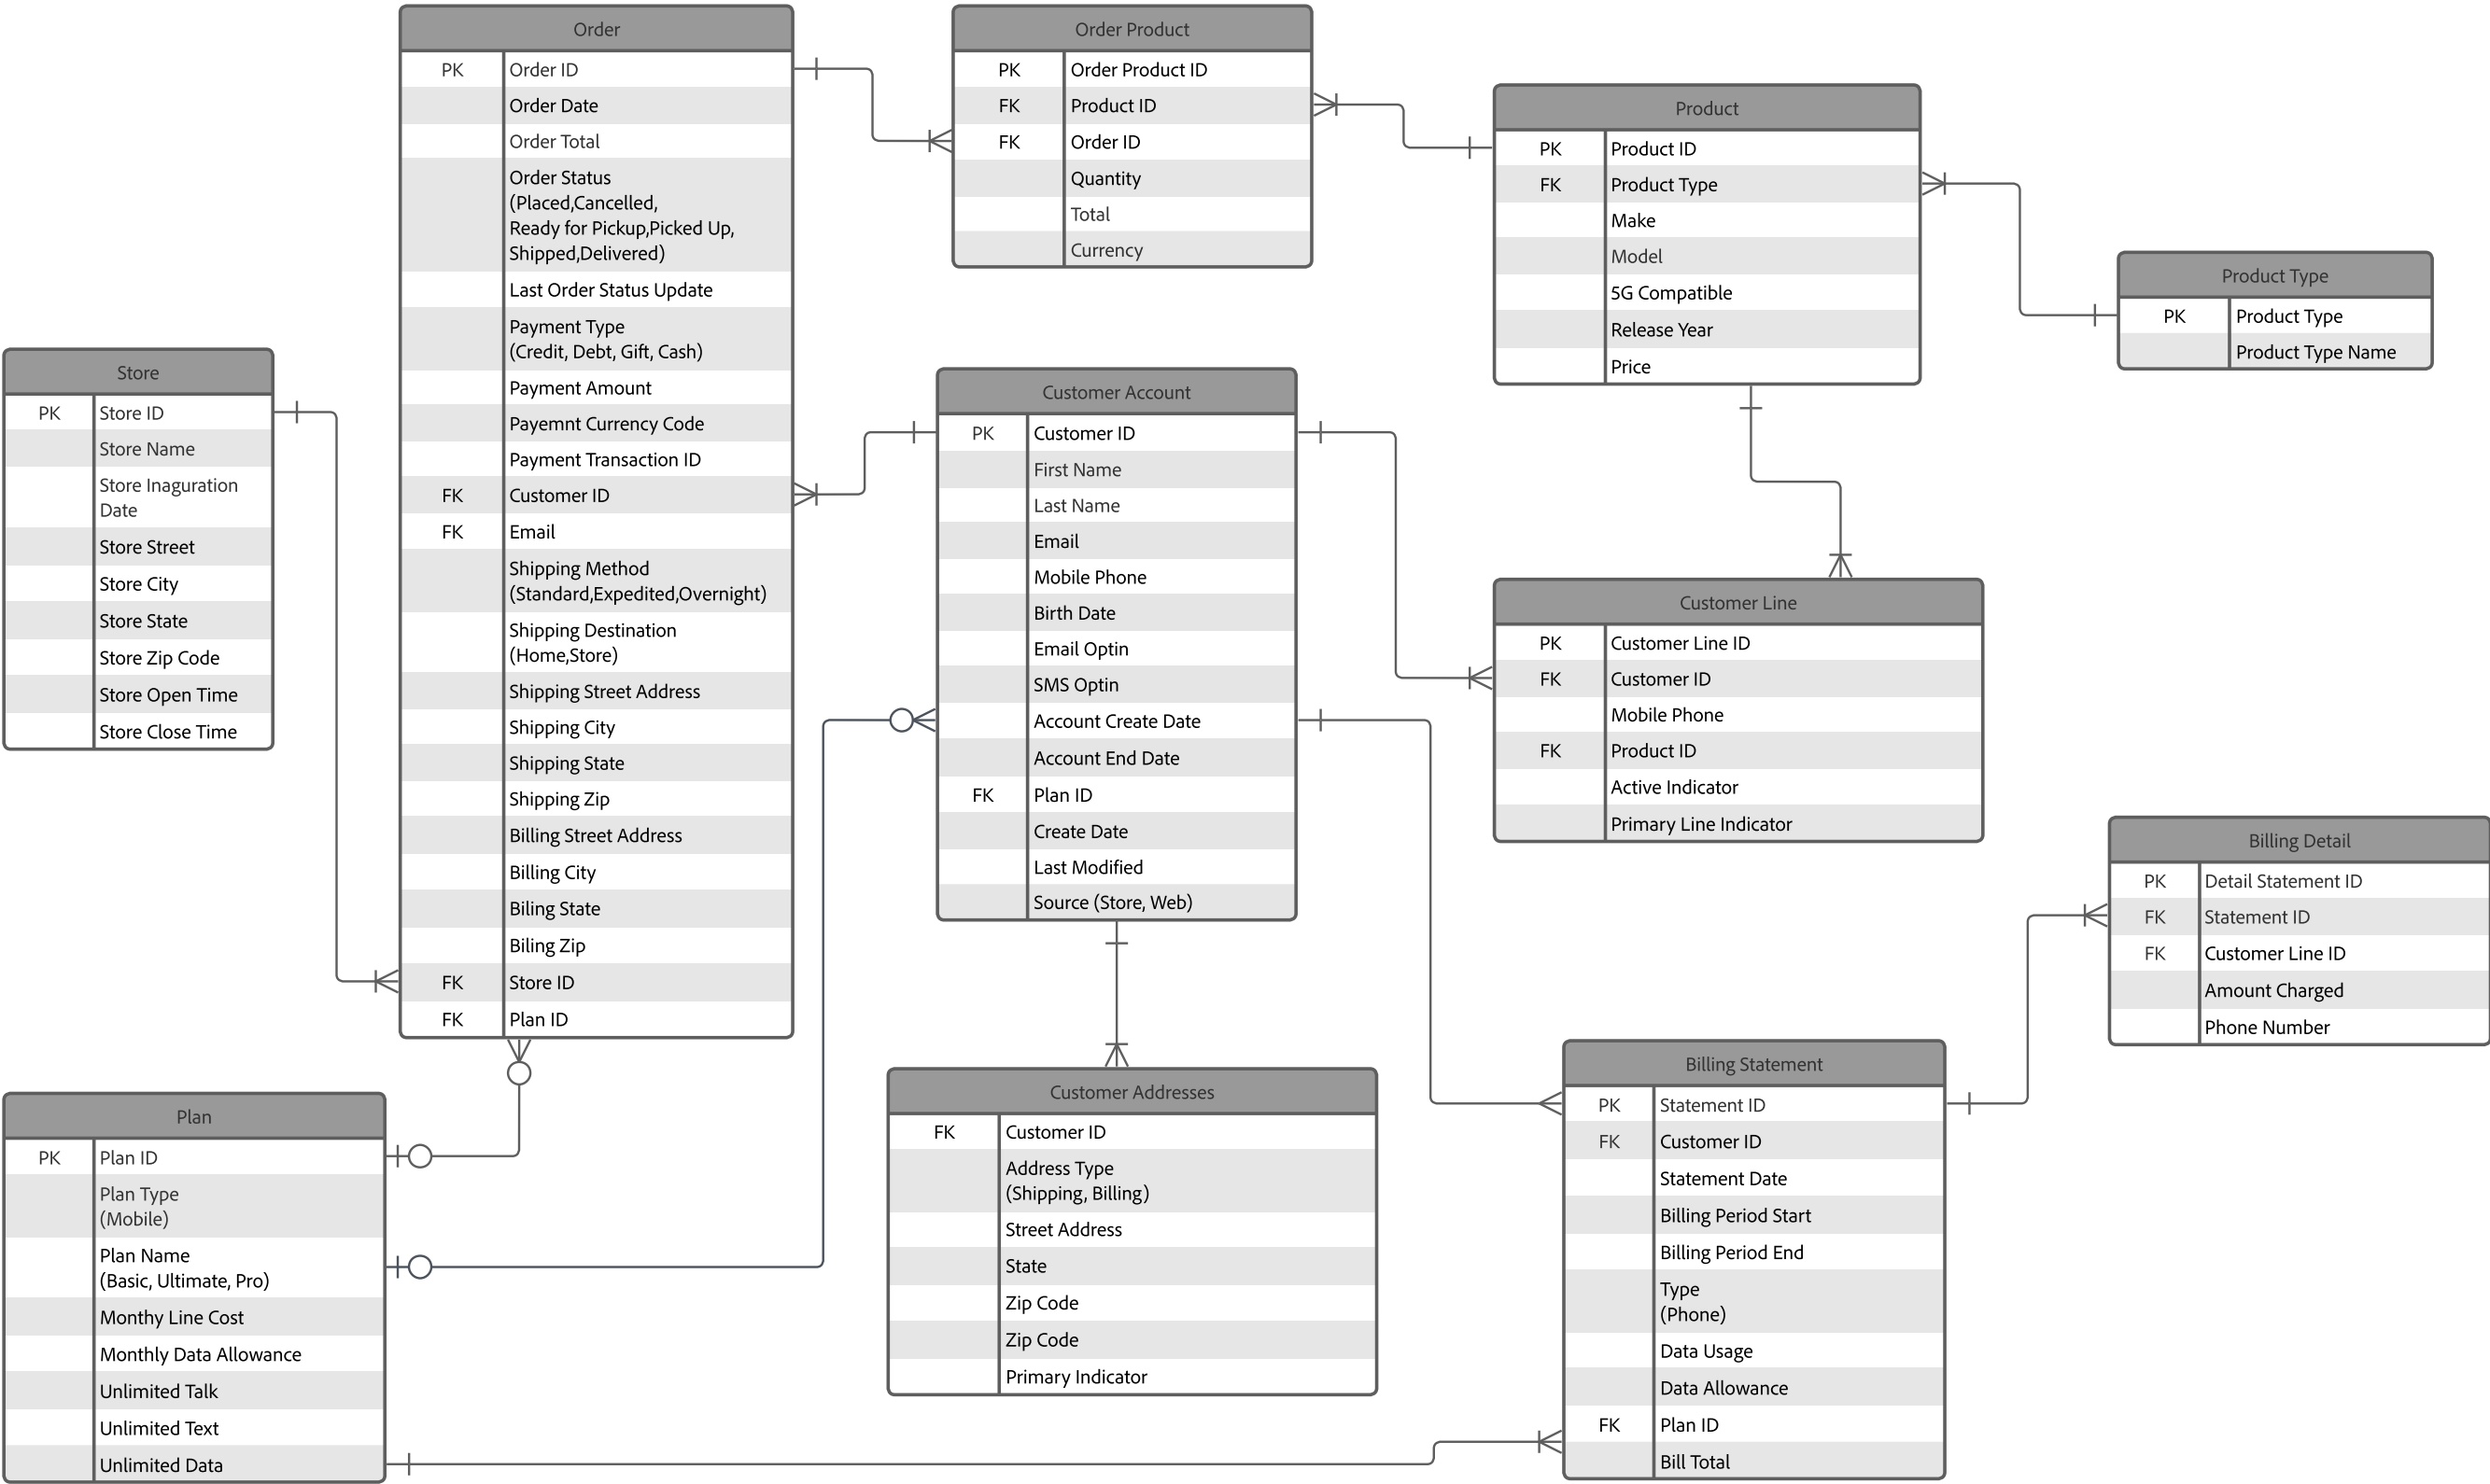 Order
PK Order ID
Order Date
Order Total
Order Status
(Placed,Cancelled,
Ready for Pickup,Picked Up,
Shipped,Delivered)
Last Order Status Update
Payment Type
(Credit, Debt, Gift, Cash)
Payment Amount
Payemnt Currency Code
Payment Transaction ID
FK Customer ID
FK Email
Shipping Method
(Standard,Expedited,Overnight)
Shipping Destination
(Home,Store)
Shipping Street Address
Shipping City
Shipping State
Shipping Zip
Billing Street Address
Billing City
Biling State
Biling Zip
FK Store ID
FK Plan ID
Order Product
PK Order Product ID
FK Product ID
FK Order ID
Quantity
Total
Currency
Product
PK Product ID
FK Product Type
Make
Model
5G Compatible
Release Year
Price
Product Type
PK Product Type
Product Type Name
Store
PK Store ID
Store Name
Store Inaguration
Date
Store Street
Store City
Store State
Store Zip Code
Store Open Time
Store Close Time
Customer Account
PK Customer ID
First Name
Last Name
Email
Mobile Phone
Birth Date
Email Optin
SMS Optin
Account Create Date
Account End Date
FK Plan ID
Create Date
Last Modified
Source (Store, Web)
Customer Line
PK Customer Line ID
FK Customer ID
Mobile Phone
FK Product ID
Active Indicator
Primary Line Indicator
Billing Detail
PK Detail Statement ID
FK Statement ID
FK Customer Line ID
Amount Charged
Phone Number
Plan
PK Plan ID
Plan Type
(Mobile)
Plan Name
(Basic, Ultimate, Pro)
Monthy Line Cost
Monthly Data Allowance
Unlimited Talk
Unlimited Text
Unlimited Data
Customer Addresses
FK Customer ID
Address Type
(Shipping, Billing)
Street Address
State
Zip Code
Zip Code
Primary Indicator
Billing Statement
PK Statement ID
FK Customer ID
Statement Date
Billing Period Start
Billing Period End
Type
(Phone)
Data Usage
Data Allowance
FK Plan ID
Bill Total